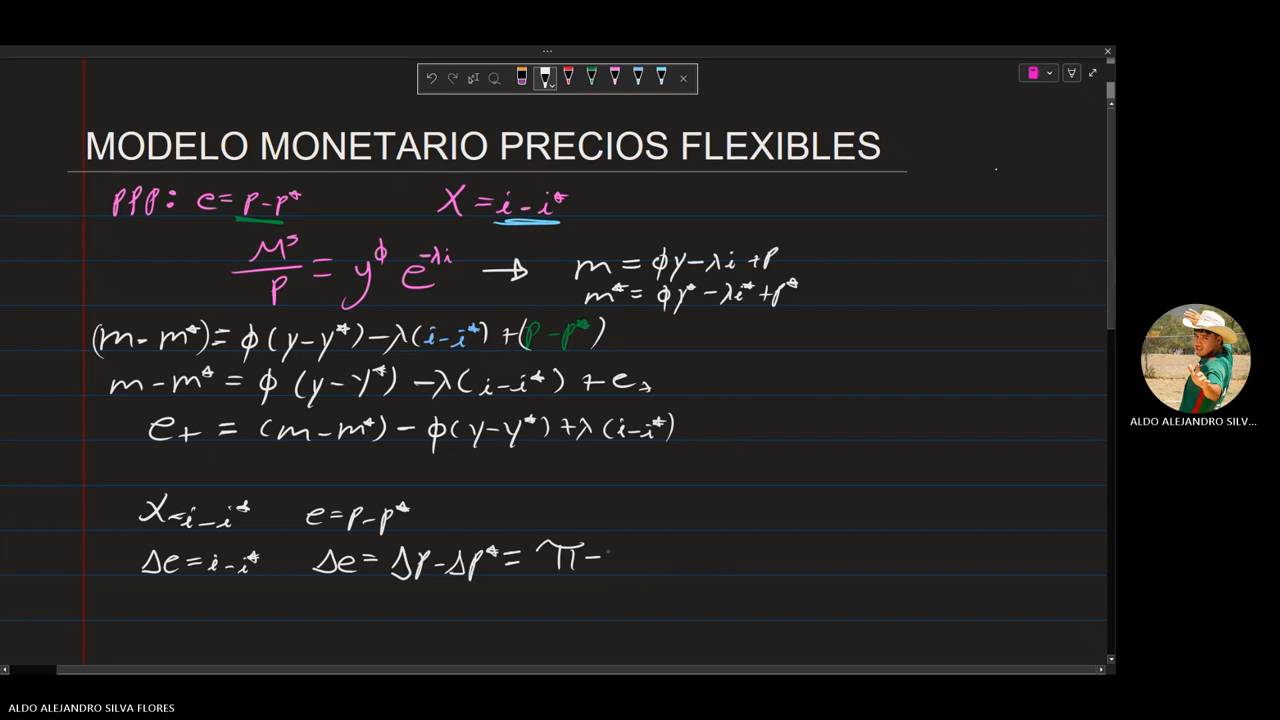 MODELO MONETARIO PRECIOS FLEXIBLES
PPP: e = p - p* X = i - i*
M^s / P = y^ϕ e^{-λi} → m = ϕy - λi + p
m* = ϕy* - λi* + p*
(m - m*) = ϕ(y - y*) - λ(i - i*) + (p - p*)
m - m* = ϕ(y - y*) - λ(i - i*) + e_t
e_t = (m - m*) - ϕ(y - y*) + λ(i - i*)
X = i - i* e = p - p*
Δe = i - i* Δe = Δp - Δp* = π -
ALDO ALEJANDRO SILVA...
ALDO ALEJANDRO SILVA FLORES